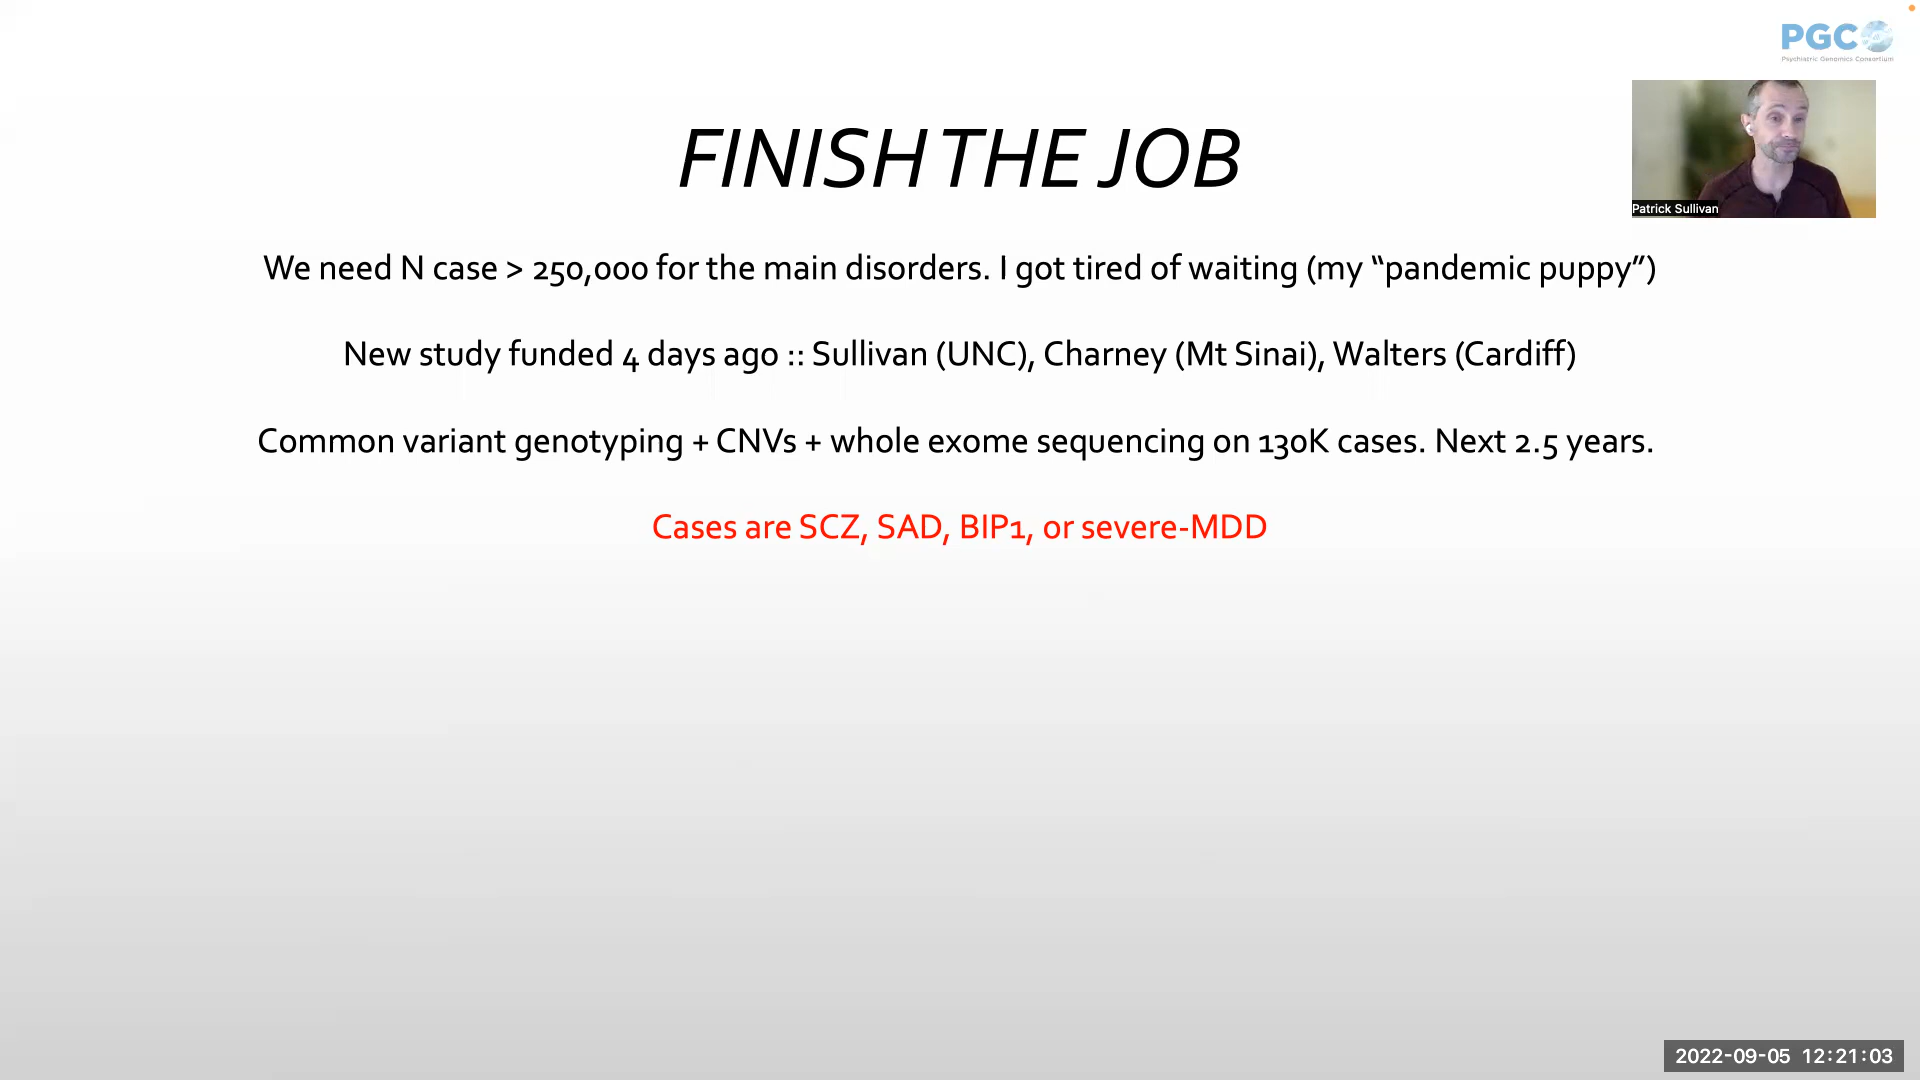 PGC
Psychiatric Genomics Consortium
FINISH THE JOB
Patrick Sullivan
We need N case > 250,000 for the main disorders. I got tired of waiting (my “pandemic puppy”)
New study funded 4 days ago :: Sullivan (UNC), Charney (Mt Sinai), Walters (Cardiff)
Common variant genotyping + CNVs + whole exome sequencing on 130K cases. Next 2.5 years.
Cases are SCZ, SAD, BIP1, or severe-MDD
2022-09-05 12:21:03